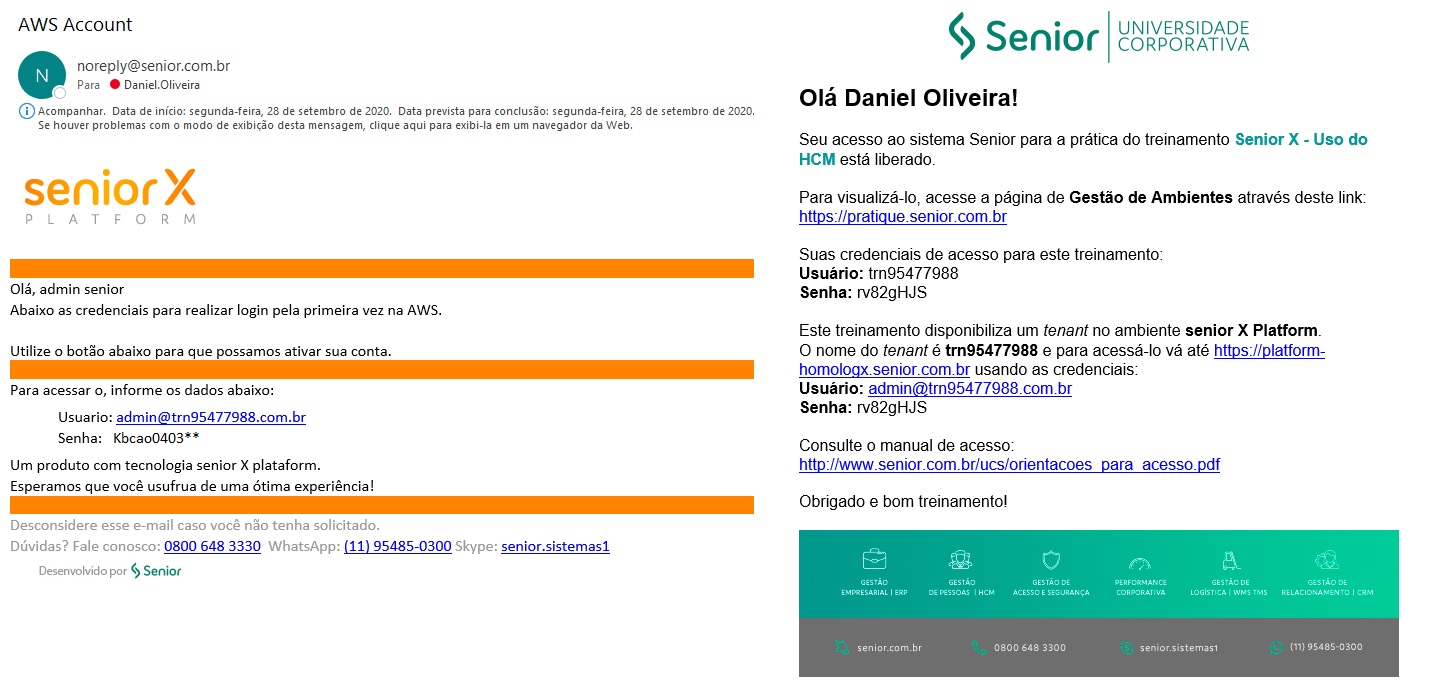 AWS Account
N
noreply@senior.com.br
Para Daniel.Oliveira
Acompanhar. Data de início: segunda-feira, 28 de setembro de 2020. Data prevista para conclusão: segunda-feira, 28 de setembro de 2020.
Se houver problemas com o modo de exibição desta mensagem, clique aqui para exibi-la em um navegador da Web.
senior X
PLATFORM
Olá, admin senior
Abaixo as credenciais para realizar login pela primeira vez na AWS.
Utilize o botão abaixo para que possamos ativar sua conta.
Para acessar o, informe os dados abaixo:
Usuario: admin@trn95477988.com.br
Senha: Kbcao0403**
Um produto com tecnologia senior X plataform.
Esperamos que você usufrua de uma ótima experiência!
Desconsidere esse e-mail caso você não tenha solicitado.
Dúvidas? Fale conosco: 0800 648 3330 WhatsApp: (11) 95485-0300 Skype: senior.sistemas1
Desenvolvido por Senior
Senior UNIVERSIDADE
CORPORATIVA
Olá Daniel Oliveira!
Seu acesso ao sistema Senior para a prática do treinamento Senior X - Uso do
HCM está liberado.
Para visualizá-lo, acesse a página de Gestão de Ambientes através deste link:
https://pratique.senior.com.br
Suas credenciais de acesso para este treinamento:
Usuário: trn95477988
Senha: rv82gHJS
Este treinamento disponibiliza um tenant no ambiente senior X Platform.
O nome do tenant é trn95477988 e para acessá-lo vá até https://platform-
homologx.senior.com.br usando as credenciais:
Usuário: admin@trn95477988.com.br
Senha: rv82gHJS
Consulte o manual de acesso:
http://www.senior.com.br/ucs/orientacoes_para_acesso.pdf
Obrigado e bom treinamento!
GESTÃO
EMPRESARIAL | ERP
GESTÃO
DE PESSOAS | HCM
GESTÃO DE
ACESSO E SEGURANÇA
PERFORMANCE
CORPORATIVA
GESTÃO DE
LOGÍSTICA | WMS TMS
GESTÃO DE
RELACIONAMENTO | CRM
senior.com.br
0800 648 3300
senior.sistemas1
(11) 95485-0300